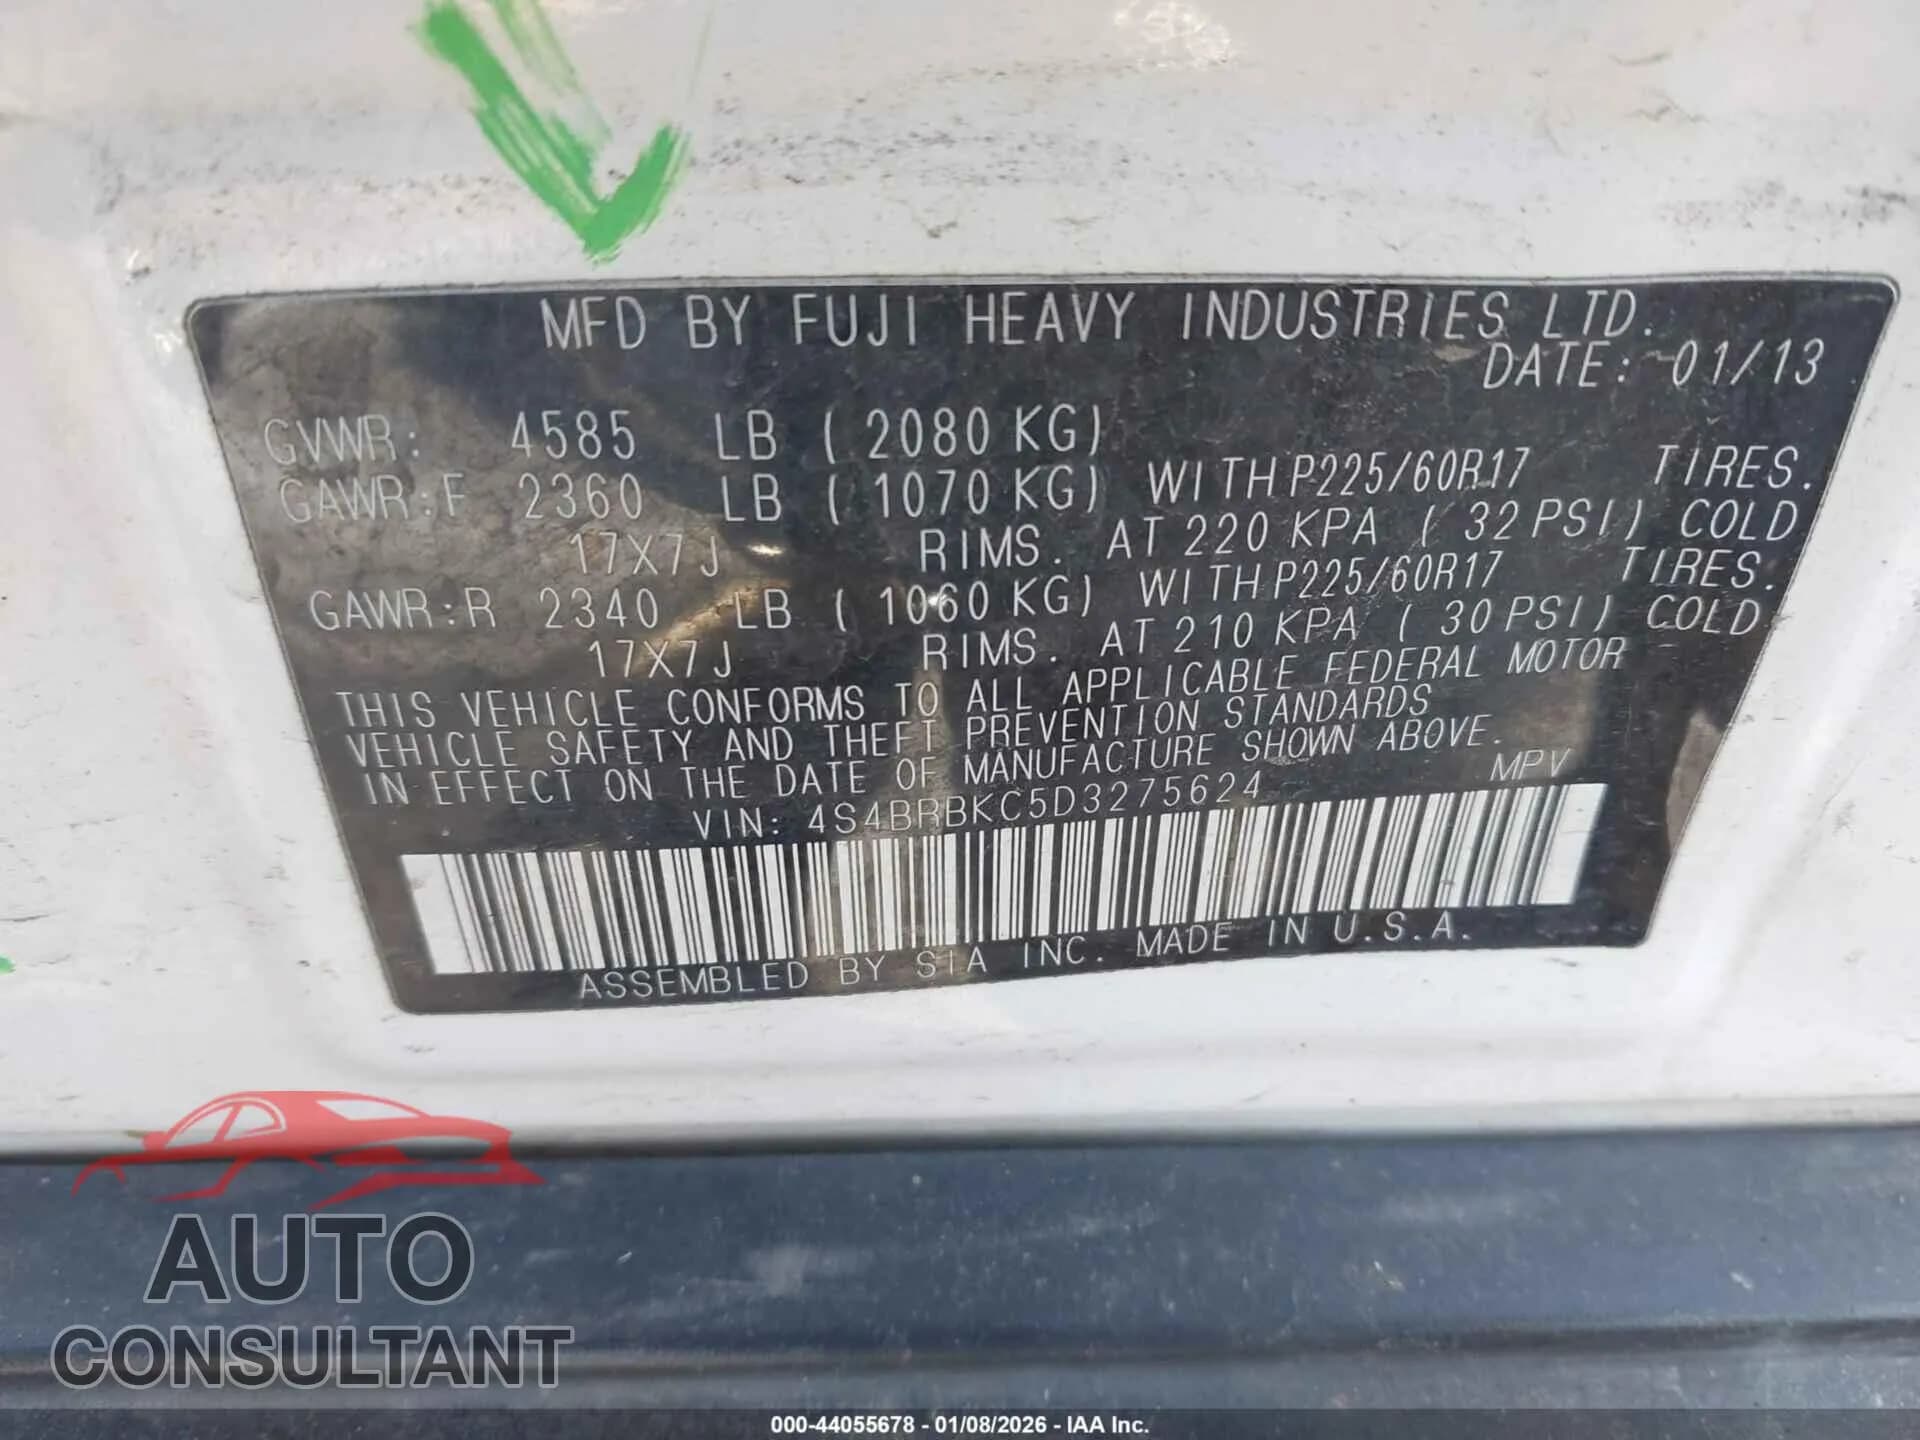 MFD BY FUJI HEAVY INDUSTRIES LTD.
DATE: 01/13
GVWR: 4585 LB ( 2080 KG)
GAWR:F 2360 LB ( 1070 KG) WITH P225/60R17 TIRES.
17X7J RIMS. AT 220 KPA ( 32 PSI) COLD
GAWR:R 2340 LB ( 1060 KG) WITH P225/60R17 TIRES.
17X7J RIMS. AT 210 KPA ( 30 PSI) COLD
THIS VEHICLE CONFORMS TO ALL APPLICABLE FEDERAL MOTOR
VEHICLE SAFETY AND THEFT PREVENTION STANDARDS
IN EFFECT ON THE DATE OF MANUFACTURE SHOWN ABOVE.
VIN: 4S4BRBKC5D3275624 MPV
ASSEMBLED BY SIA INC. MADE IN U.S.A.
AUTO
CONSULTANT
000-44055678 - 01/08/2026 - IAA Inc.